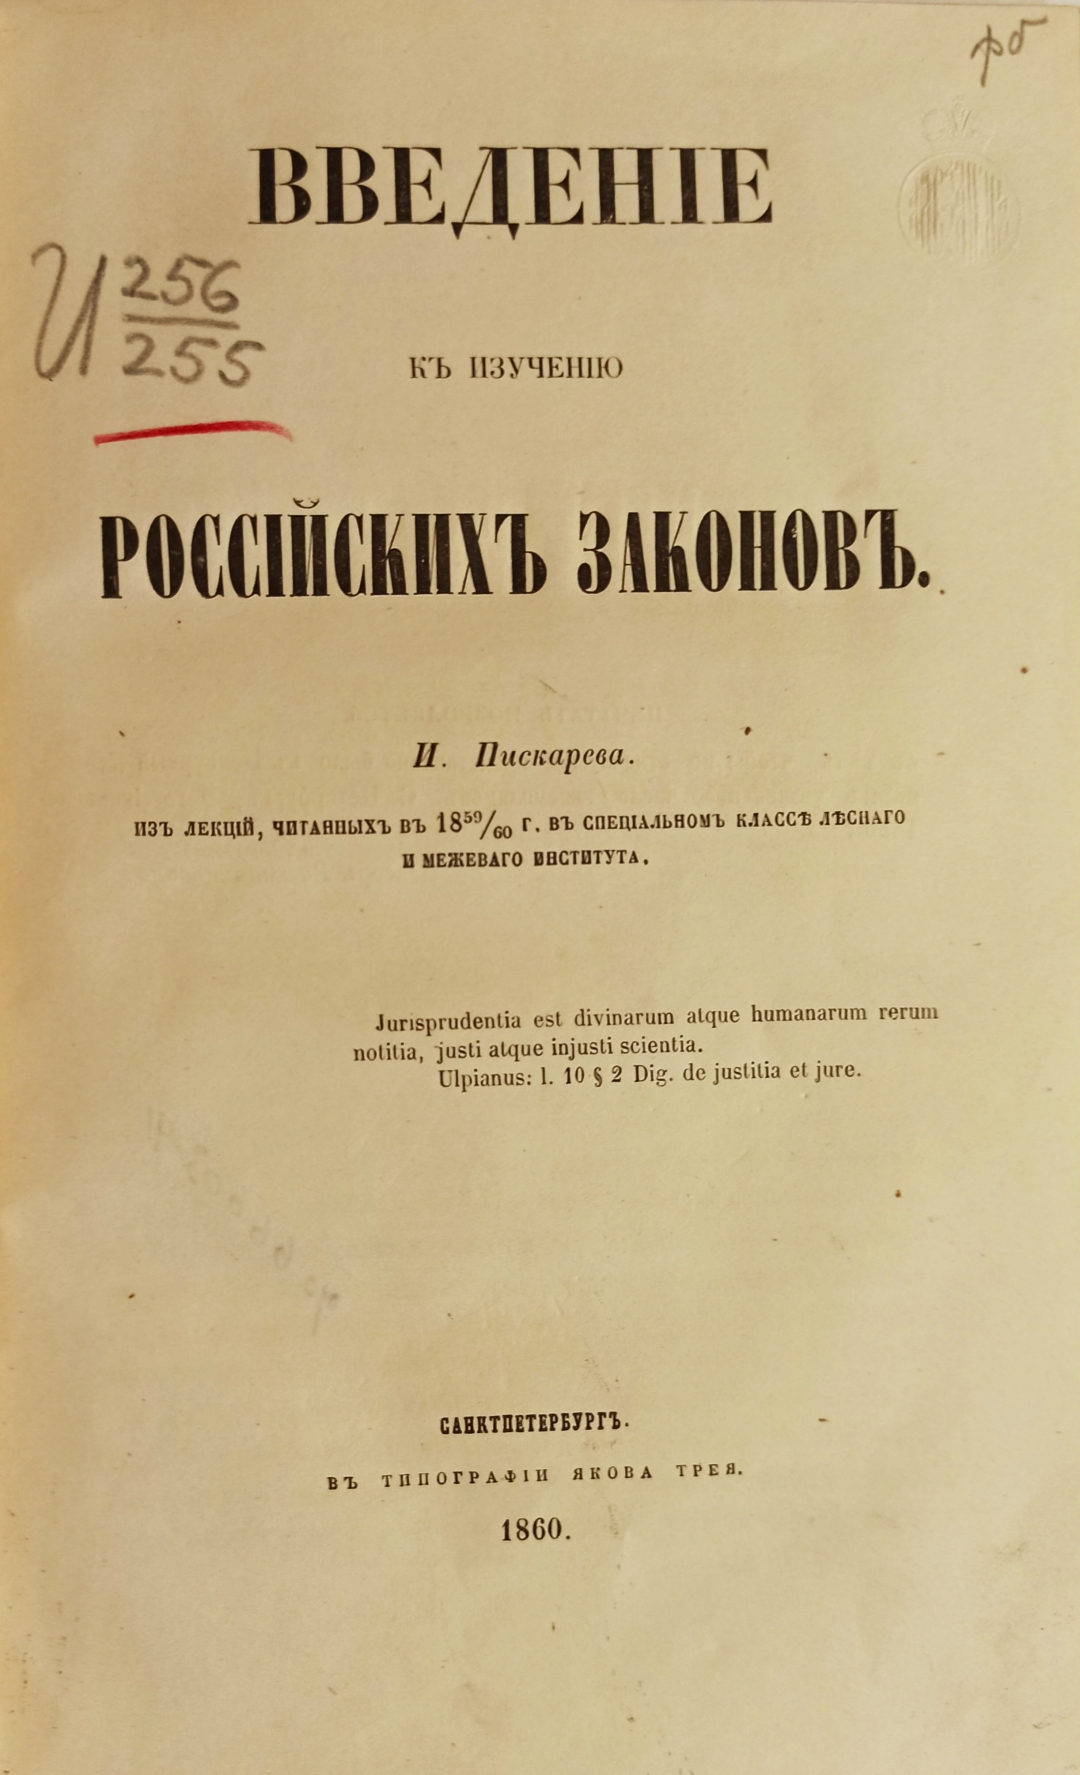 рб
ВВЕДЕНІЕ
И 256/255
КЪ ИЗУЧЕНІЮ
РОССІЙСКИХЪ ЗАКОНОВЪ.
И. Пискарева.
ИЗЪ ЛЕКЦІЙ, ЧИТАННЫХЪ ВЪ 18⁵⁹/₆₀ Г. ВЪ СПЕЦІАЛЬНОМЪ КЛАССѢ ЛѢСНАГО
И МЕЖЕВАГО ИНСТИТУТА.
Jurisprudentia est divinarum atque humanarum rerum
notitia, justi atque injusti scientia.
Ulpianus: l. 10 § 2 Dig. de justitia et jure.
САНКТПЕТЕРБУРГЪ.
ВЪ ТИПОГРАФІИ ЯКОВА ТРЕЯ.
1860.